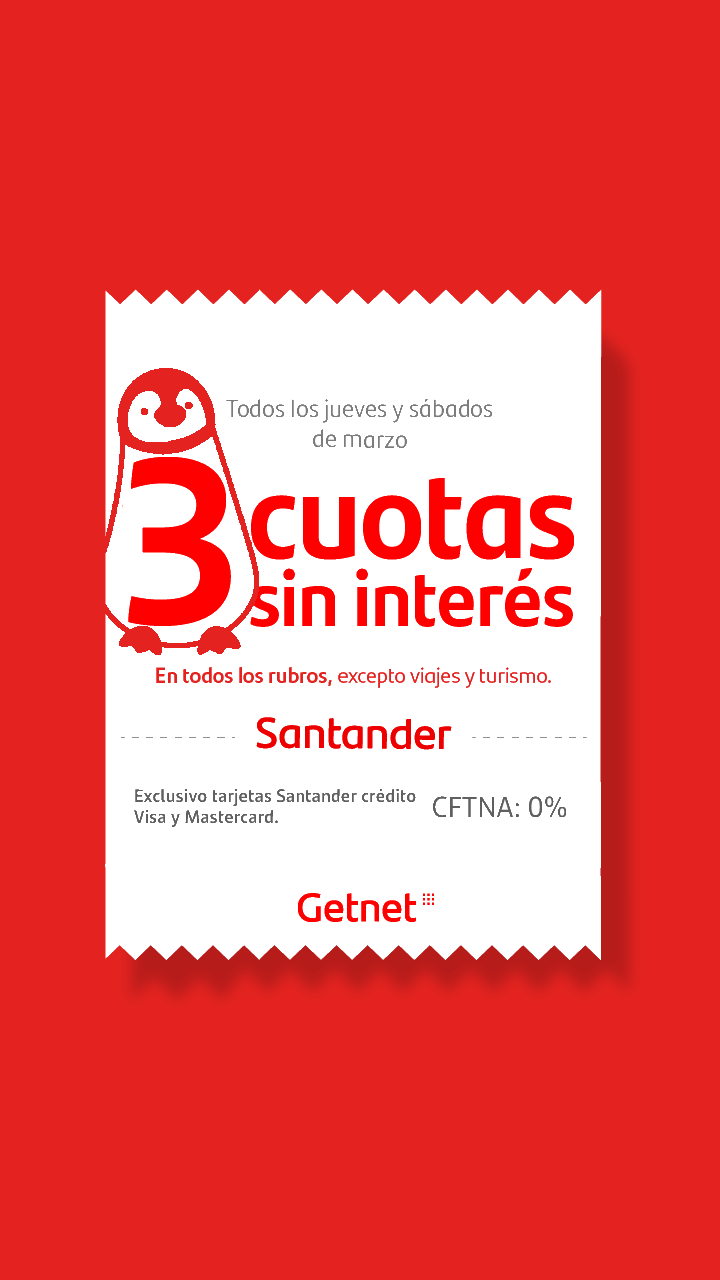 Todos los jueves y sábados
de marzo
3 cuotas
sin interés
En todos los rubros, excepto viajes y turismo.
Santander
Exclusivo tarjetas Santander crédito
Visa y Mastercard.
CFTNA: 0%
Getnet